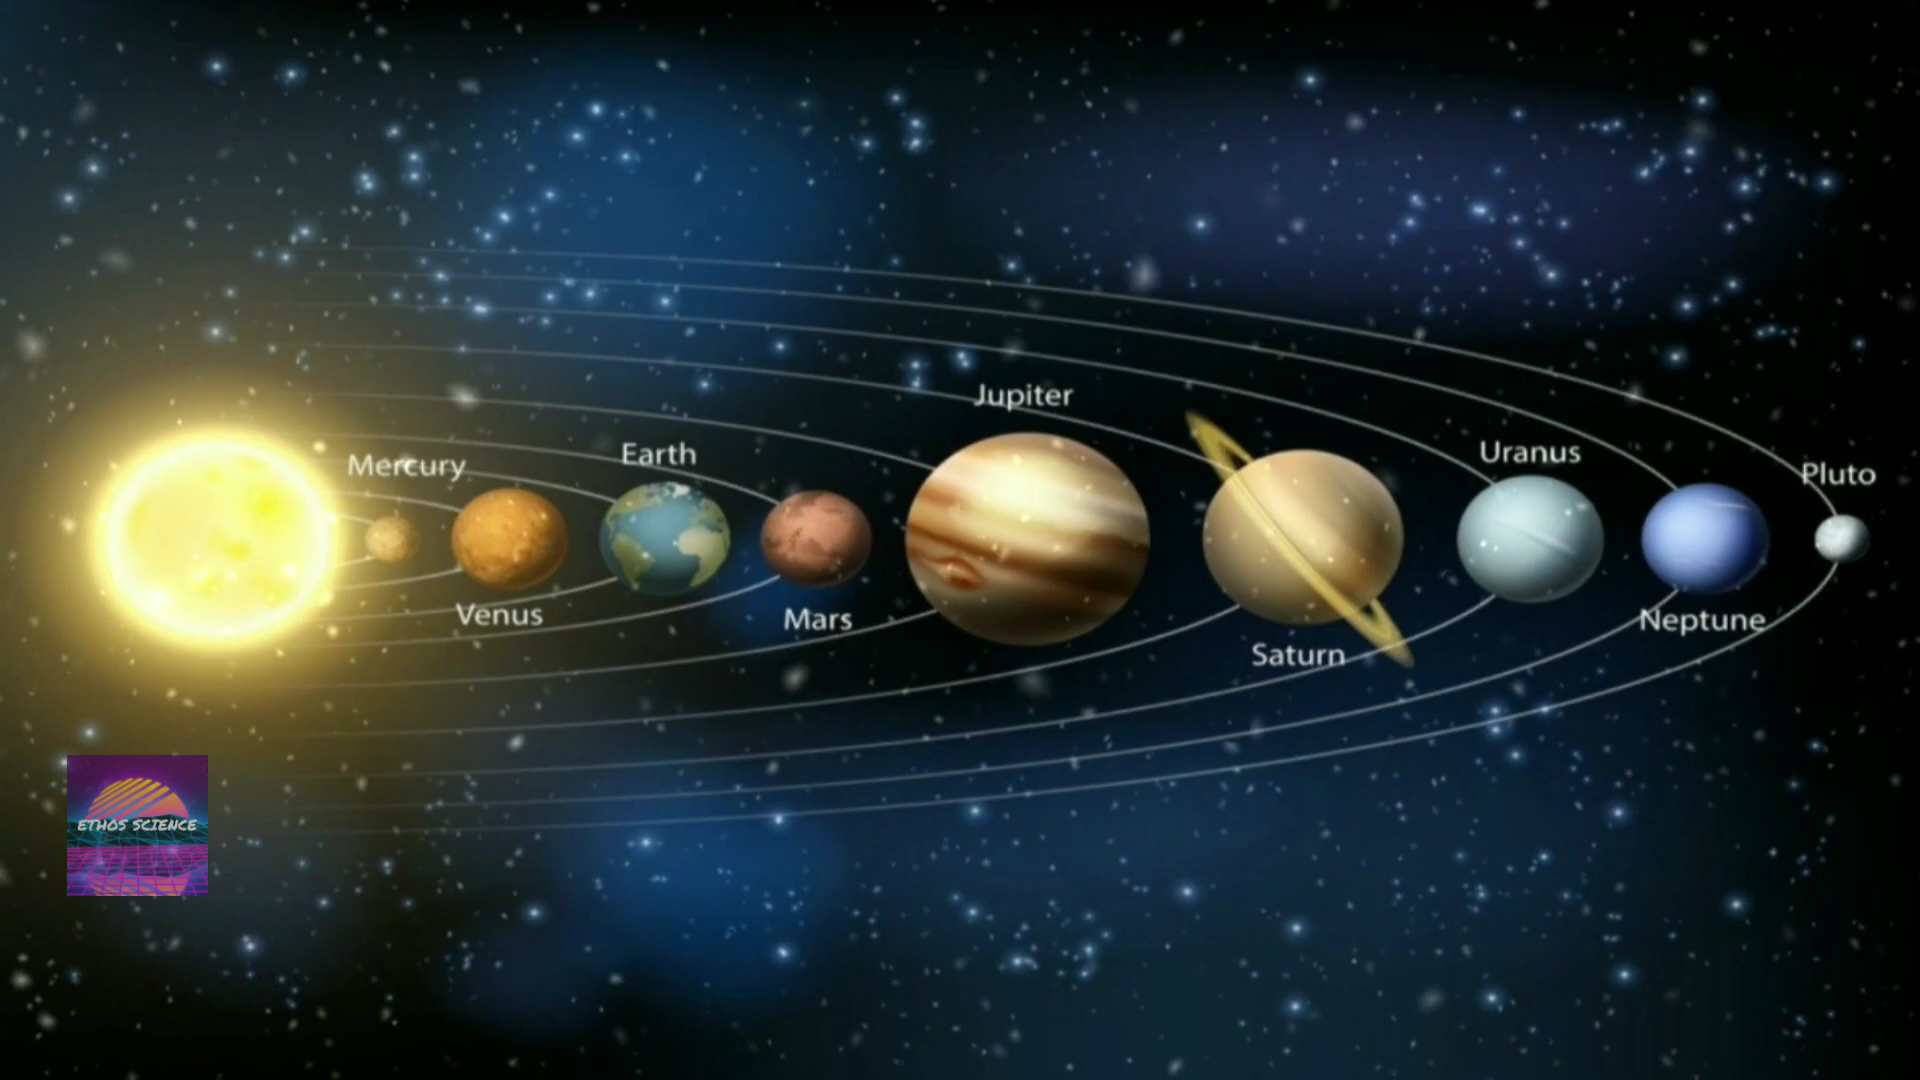 Jupiter
Mercury
Earth
Uranus
Pluto
Venus
Mars
Saturn
Neptune
ETHOS SCIENCE